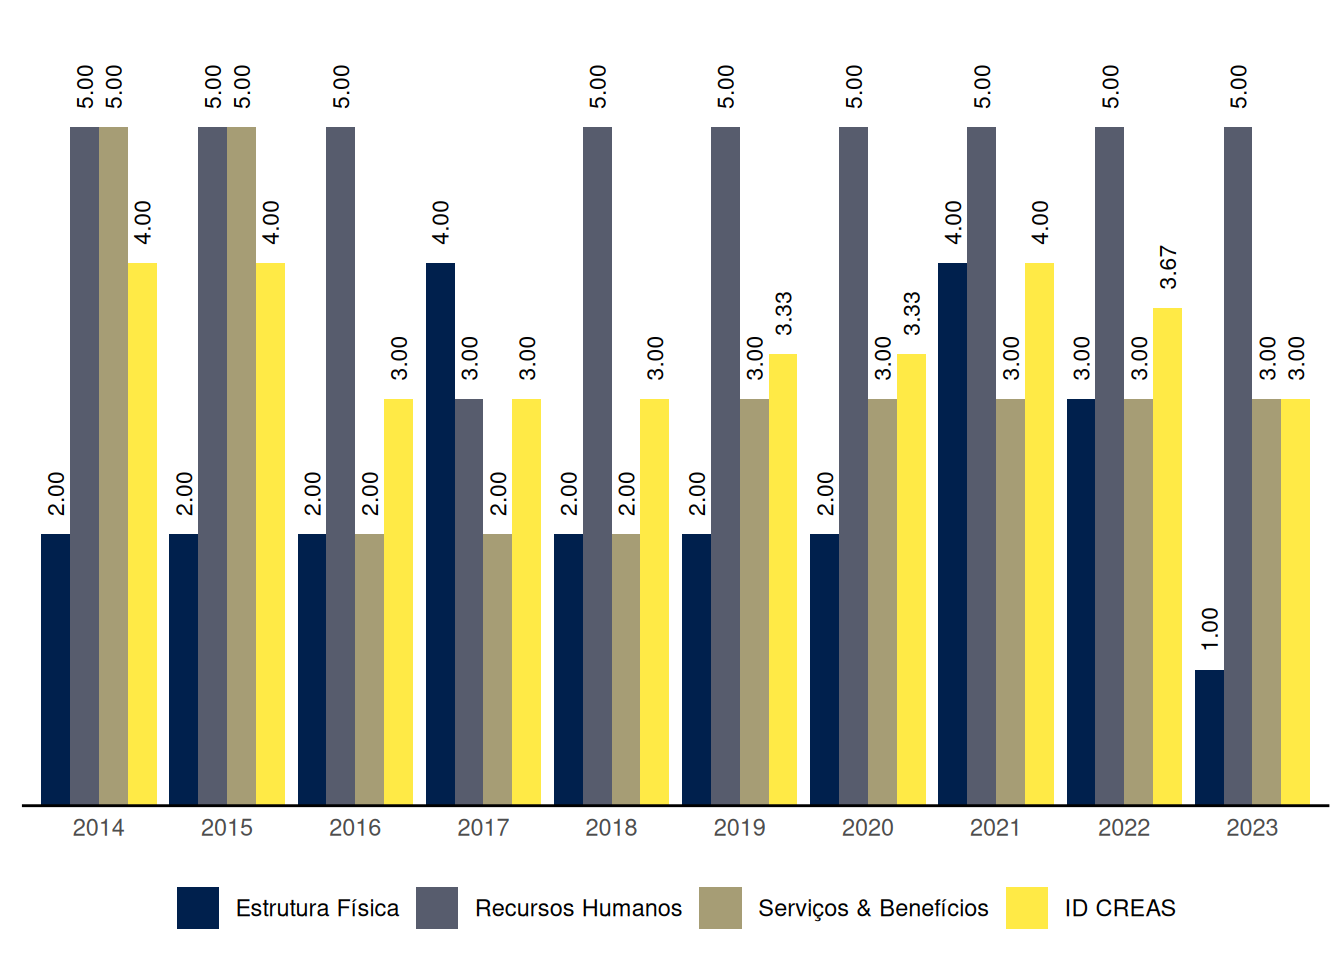 5.00 5.00 5.00 5.00 5.00 5.00 5.00 5.00 5.00 5.00 5.00
4.00 4.00 4.00 4.00 4.00
3.67
3.33 3.33
3.00 3.00 3.00 3.00 3.00 3.00 3.00 3.00 3.00 3.00 3.00
2.00 2.00 2.00 2.00 2.00 2.00 2.00 2.00 2.00
1.00
2014 2015 2016 2017 2018 2019 2020 2021 2022 2023
Estrutura Física Recursos Humanos Serviços & Benefícios ID CREAS